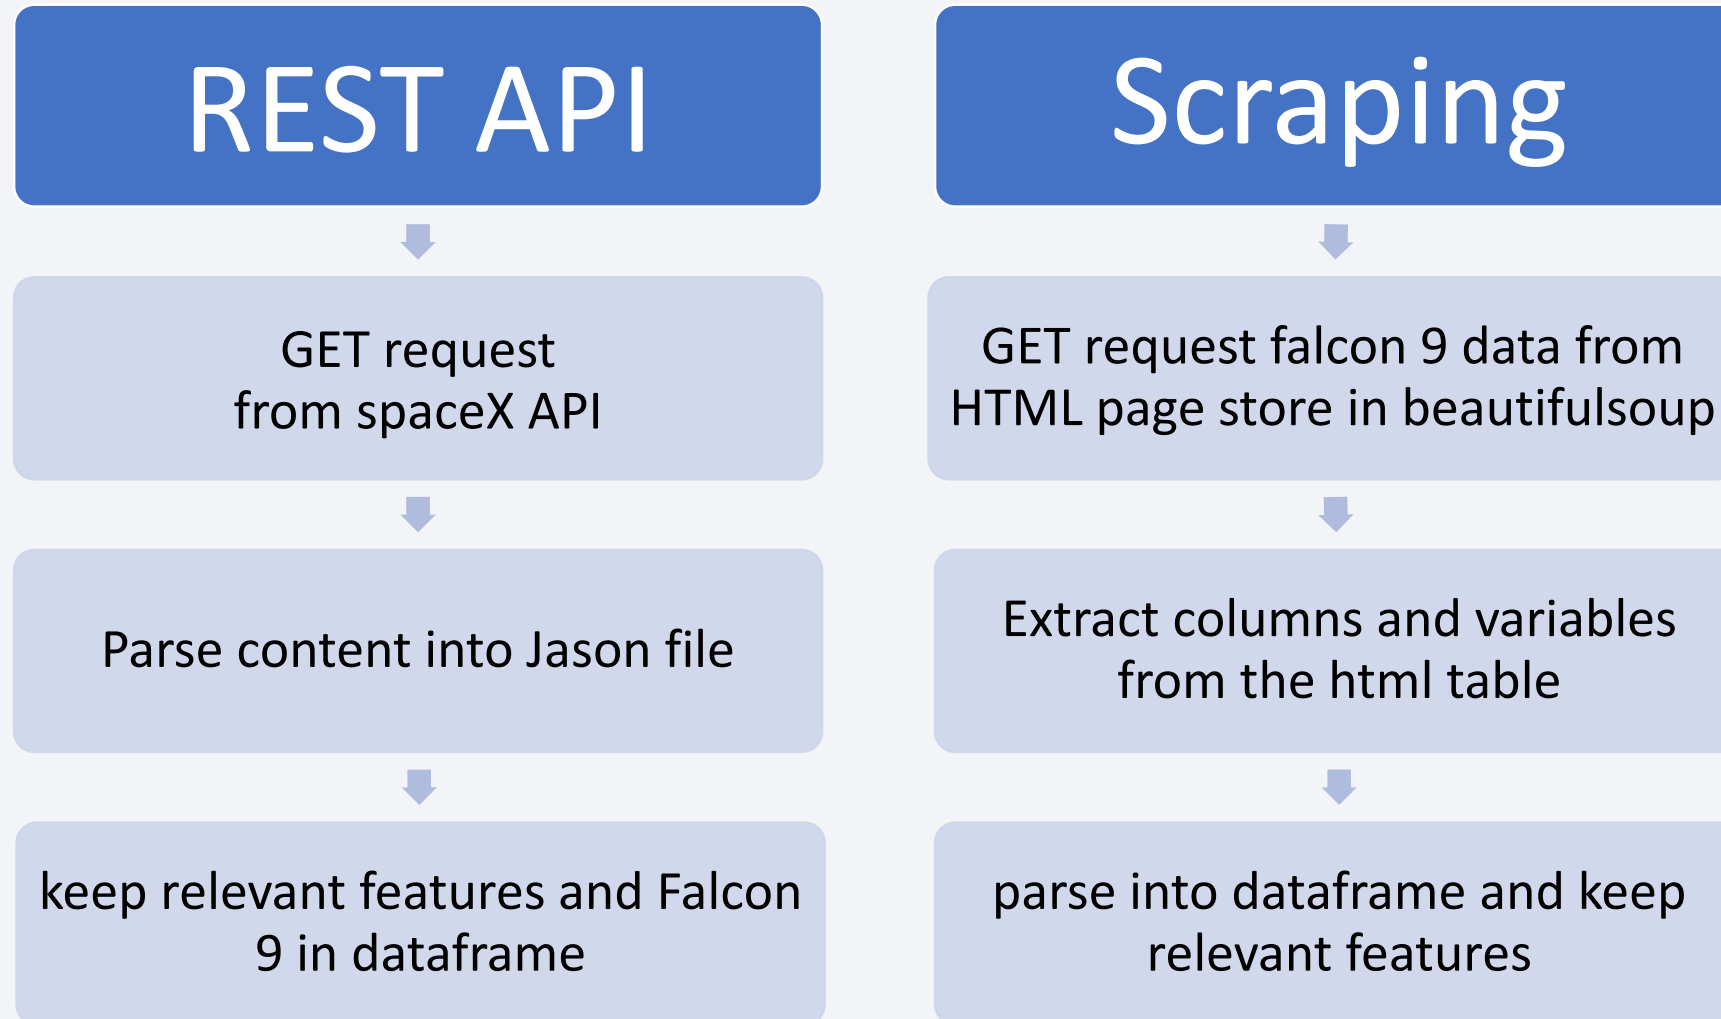 REST API
GET request
from spaceX API
Parse content into Jason file
keep relevant features and Falcon
9 in dataframe
Scraping
GET request falcon 9 data from
HTML page store in beautifulsoup
Extract columns and variables
from the html table
parse into dataframe and keep
relevant features